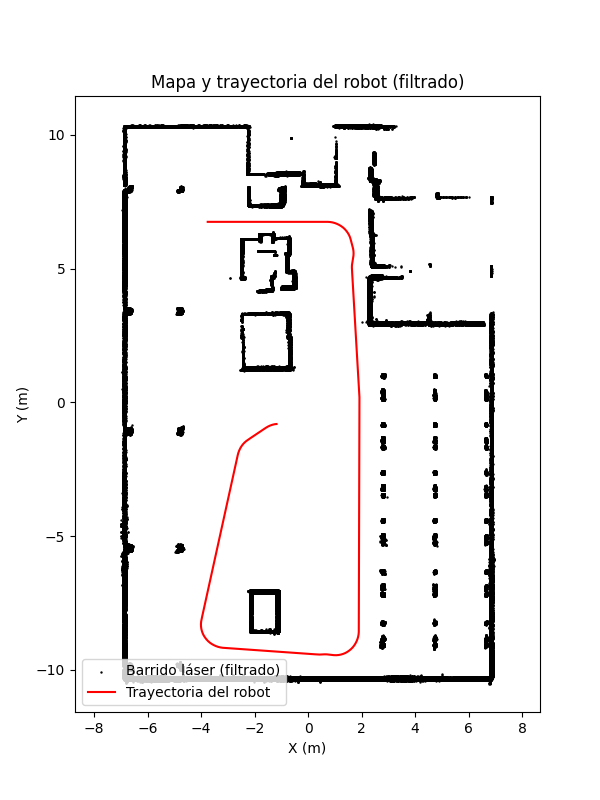 Mapa y trayectoria del robot (filtrado)
10
5
0
−5
−10
Y (m)
Barrido láser (filtrado)
Trayectoria del robot
−8 −6 −4 −2 0 2 4 6 8
X (m)